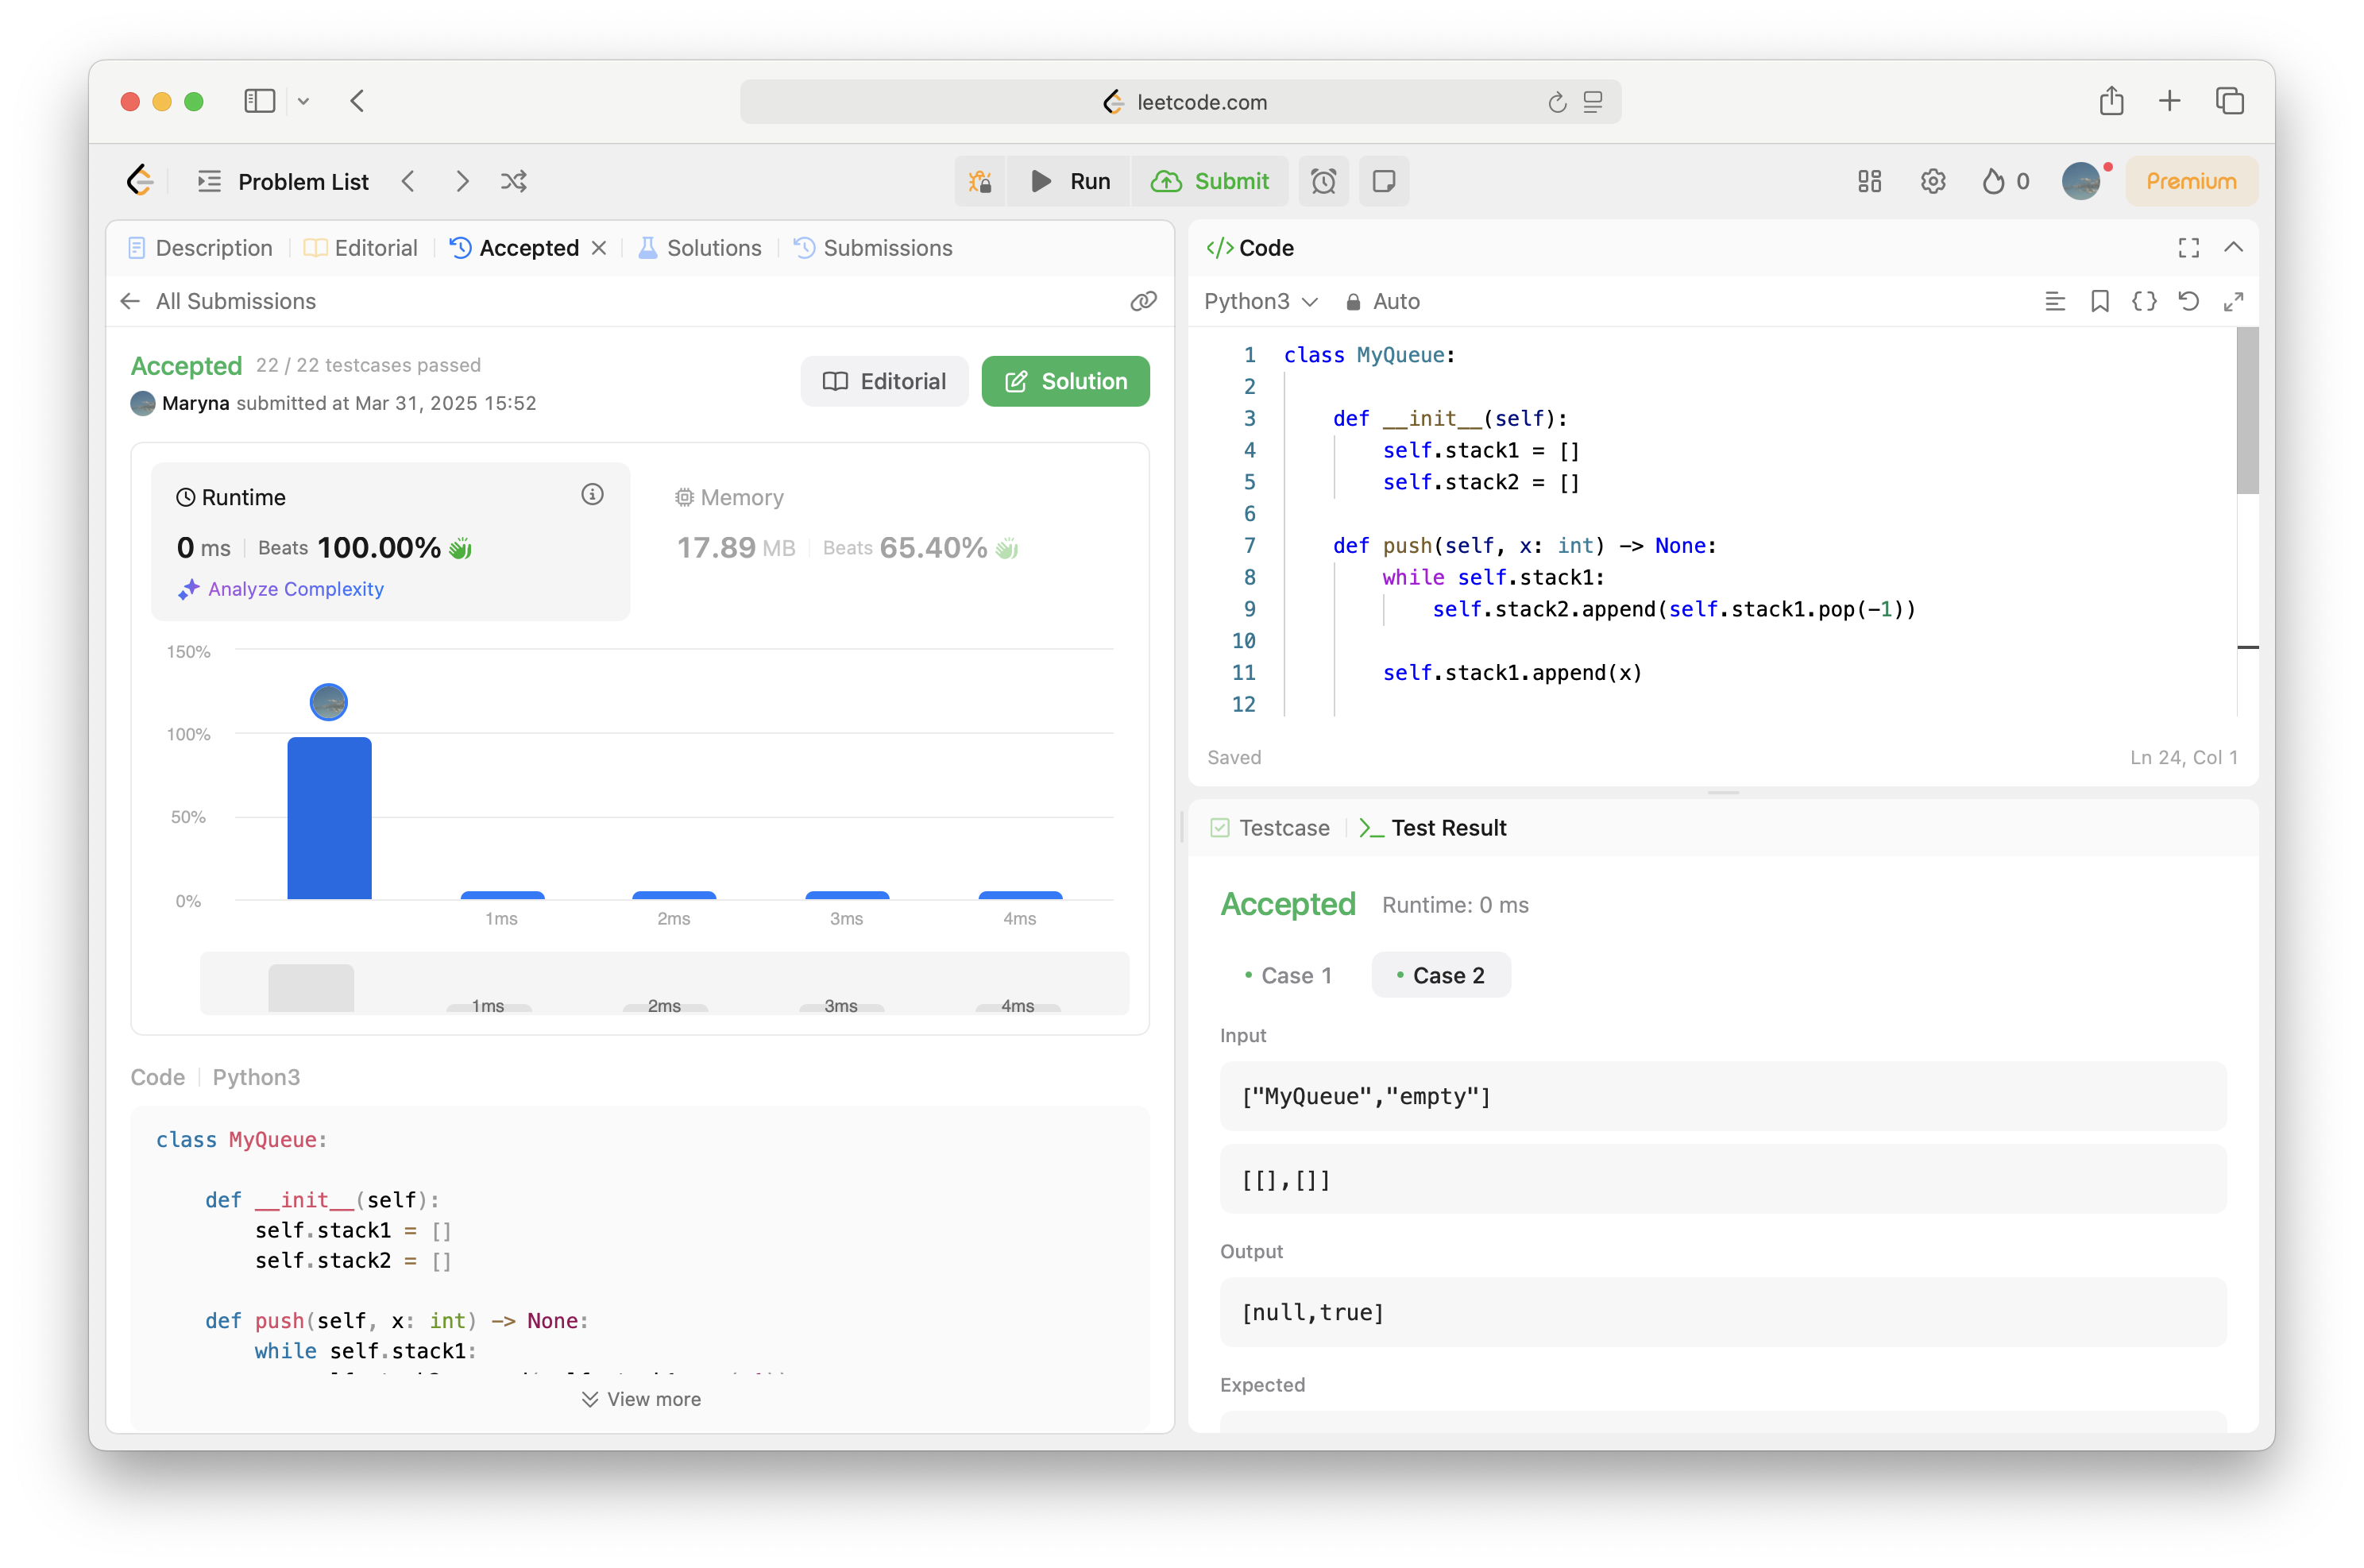 leetcode.com
Problem List
Run
Submit
0
Premium
Description
Editorial
Accepted
Solutions
Submissions
All Submissions
Accepted 22 / 22 testcases passed
Maryna submitted at Mar 31, 2025 15:52
Editorial
Solution
Runtime
0 ms Beats 100.00%
Analyze Complexity
Memory
17.89 MB Beats 65.40%
150%
100%
50%
0%
1ms 2ms 3ms 4ms
1ms 2ms 3ms 4ms
Code Python3
class MyQueue:
    def __init__(self):
        self.stack1 = []
        self.stack2 = []
    def push(self, x: int) -> None:
        while self.stack1:
View more
</> Code
Python3
Auto
{}
1 class MyQueue:
2
3     def __init__(self):
4         self.stack1 = []
5         self.stack2 = []
6
7     def push(self, x: int) -> None:
8         while self.stack1:
9             self.stack2.append(self.stack1.pop(-1))
10
11         self.stack1.append(x)
12
Saved
Ln 24, Col 1
Testcase
>_ Test Result
Accepted Runtime: 0 ms
• Case 1
• Case 2
Input
["MyQueue","empty"]
[[],[]]
Output
[null,true]
Expected